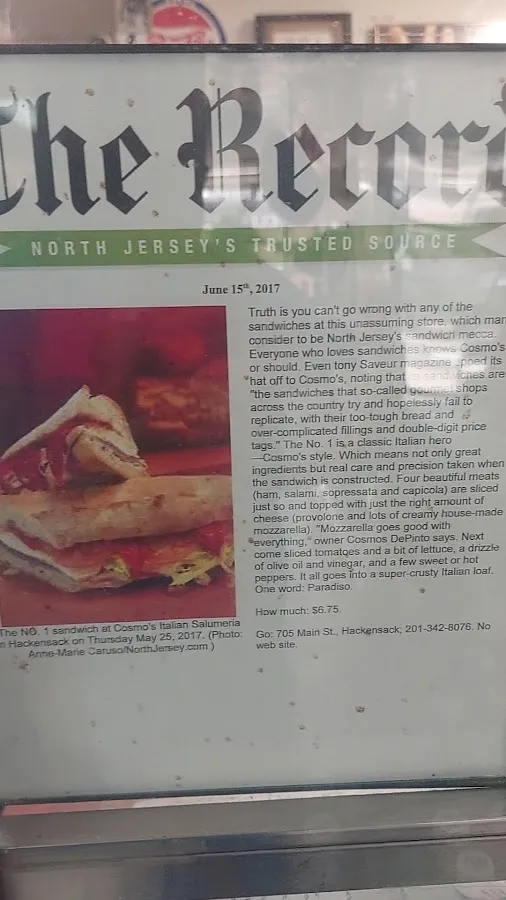 The Record
NORTH JERSEY'S TRUSTED SOURCE
June 15th, 2017
Truth is you can't go wrong with any of the
sandwiches at this unassuming store, which man
consider to be North Jersey's sandwich mecca.
Everyone who loves sandwiches knows Cosmo's
or should. Even tony Saveur magazine its
hat off to Cosmo's, noting that sandwiches are
"the sandwiches that so-called gourmet shops
across the country try and hopelessly fail to
replicate, with their too-tough bread and
over-complicated fillings and double-digit price
tags." The No. 1 is a classic Italian hero
—Cosmo's style. Which means not only great
ingredients but real care and precision taken when
the sandwich is constructed. Four beautiful meats
(ham, salami, sopressata and capicola) are sliced
just so and topped with just the right amount of
cheese (provolone and lots of creamy house-made
mozzarella). "Mozzarella goes good with
everything," owner Cosmos DePinto says. Next
come sliced tomatoes and a bit of lettuce, a drizzle
of olive oil and vinegar, and a few sweet or hot
peppers. It all goes into a super-crusty Italian loaf.
One word: Paradiso.
How much: $6.75.
Go: 705 Main St., Hackensack; 201-342-8076. No
web site.
The NO. 1 sandwich at Cosmo's Italian Salumeria
n Hackensack on Thursday May 25, 2017. (Photo:
Anne-Marie Caruso/NorthJersey.com )